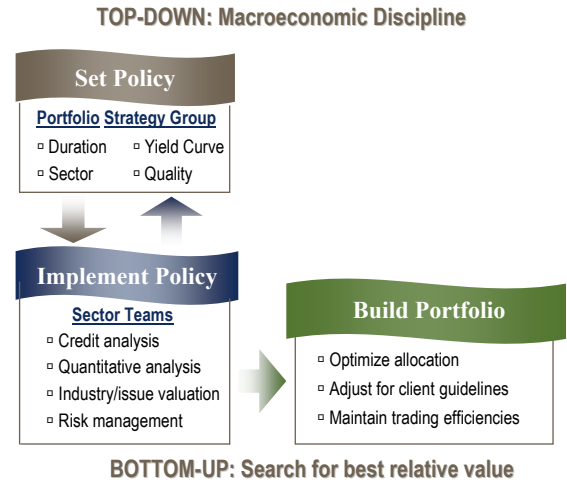 TOP-DOWN: Macroeconomic Discipline
Set Policy
Portfolio Strategy Group
▫ Duration ▫ Yield Curve
▫ Sector ▫ Quality
Implement Policy
Sector Teams
▫ Credit analysis
▫ Quantitative analysis
▫ Industry/issue valuation
▫ Risk management
Build Portfolio
▫ Optimize allocation
▫ Adjust for client guidelines
▫ Maintain trading efficiencies
BOTTOM-UP: Search for best relative value